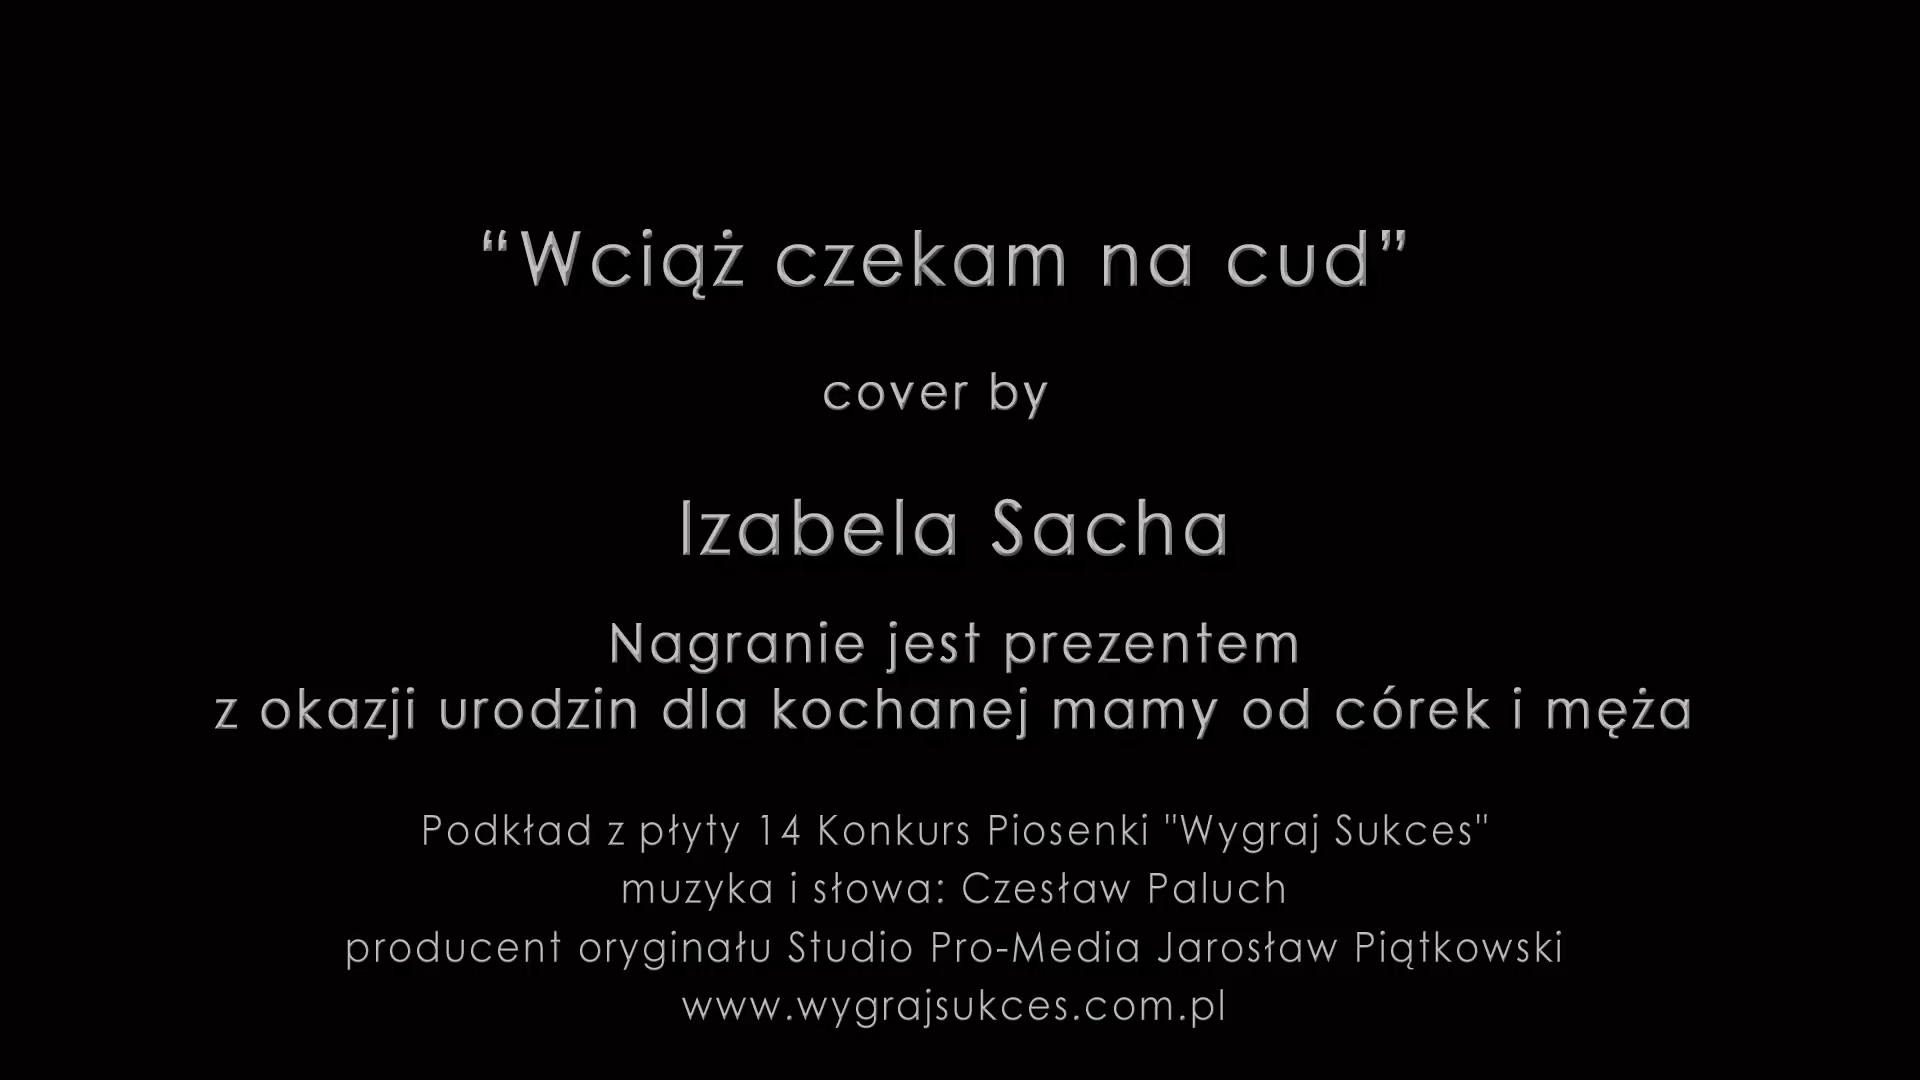 “Wciąż czekam na cud”
cover by
Izabela Sacha
Nagranie jest prezentem
z okazji urodzin dla kochanej mamy od córek i męża
Podkład z płyty 14 Konkurs Piosenki "Wygraj Sukces"
muzyka i słowa: Czesław Paluch
producent oryginału Studio Pro-Media Jarosław Piątkowski
www.wygrajsukces.com.pl